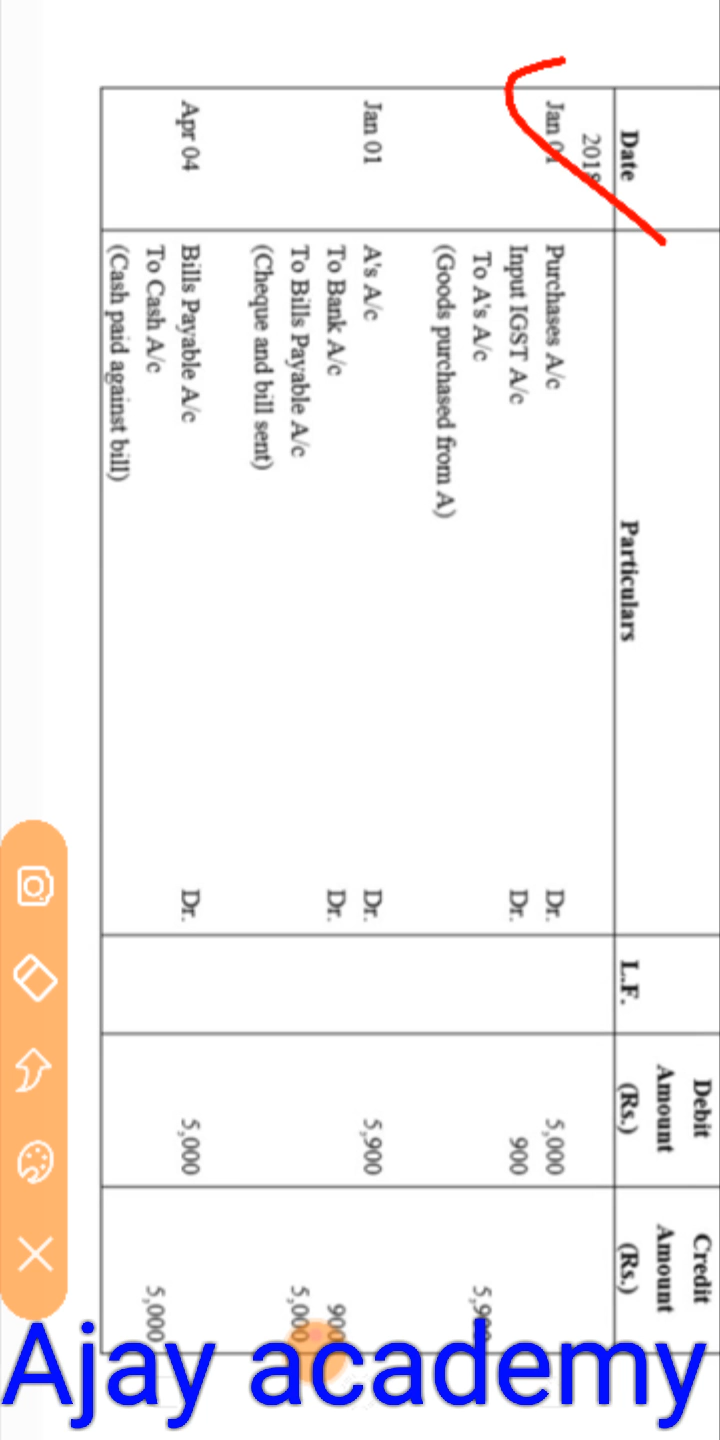 Date Particulars L.F. Debit Amount (Rs.) Credit Amount (Rs.)
2018
Jan 01 Purchases A/c Dr. 5,000
Input IGST A/c Dr. 900
To A's A/c 5,900
(Goods purchased from A)
Jan 01 A's A/c Dr. 5,900
To Bank A/c Dr. 900
To Bills Payable A/c 5,000
(Cheque and bill sent)
Apr 04 Bills Payable A/c Dr. 5,000
To Cash A/c 5,000
(Cash paid against bill)
Ajay academy